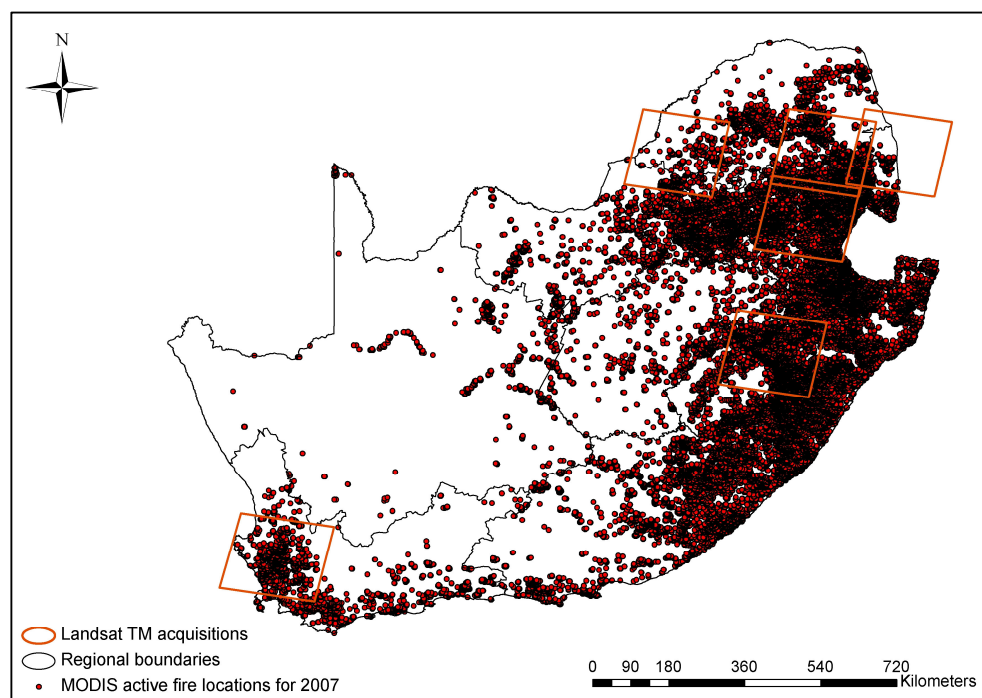 N
Landsat TM acquisitions
Regional boundaries
MODIS active fire locations for 2007
0 90 180 360 540 720
Kilometers